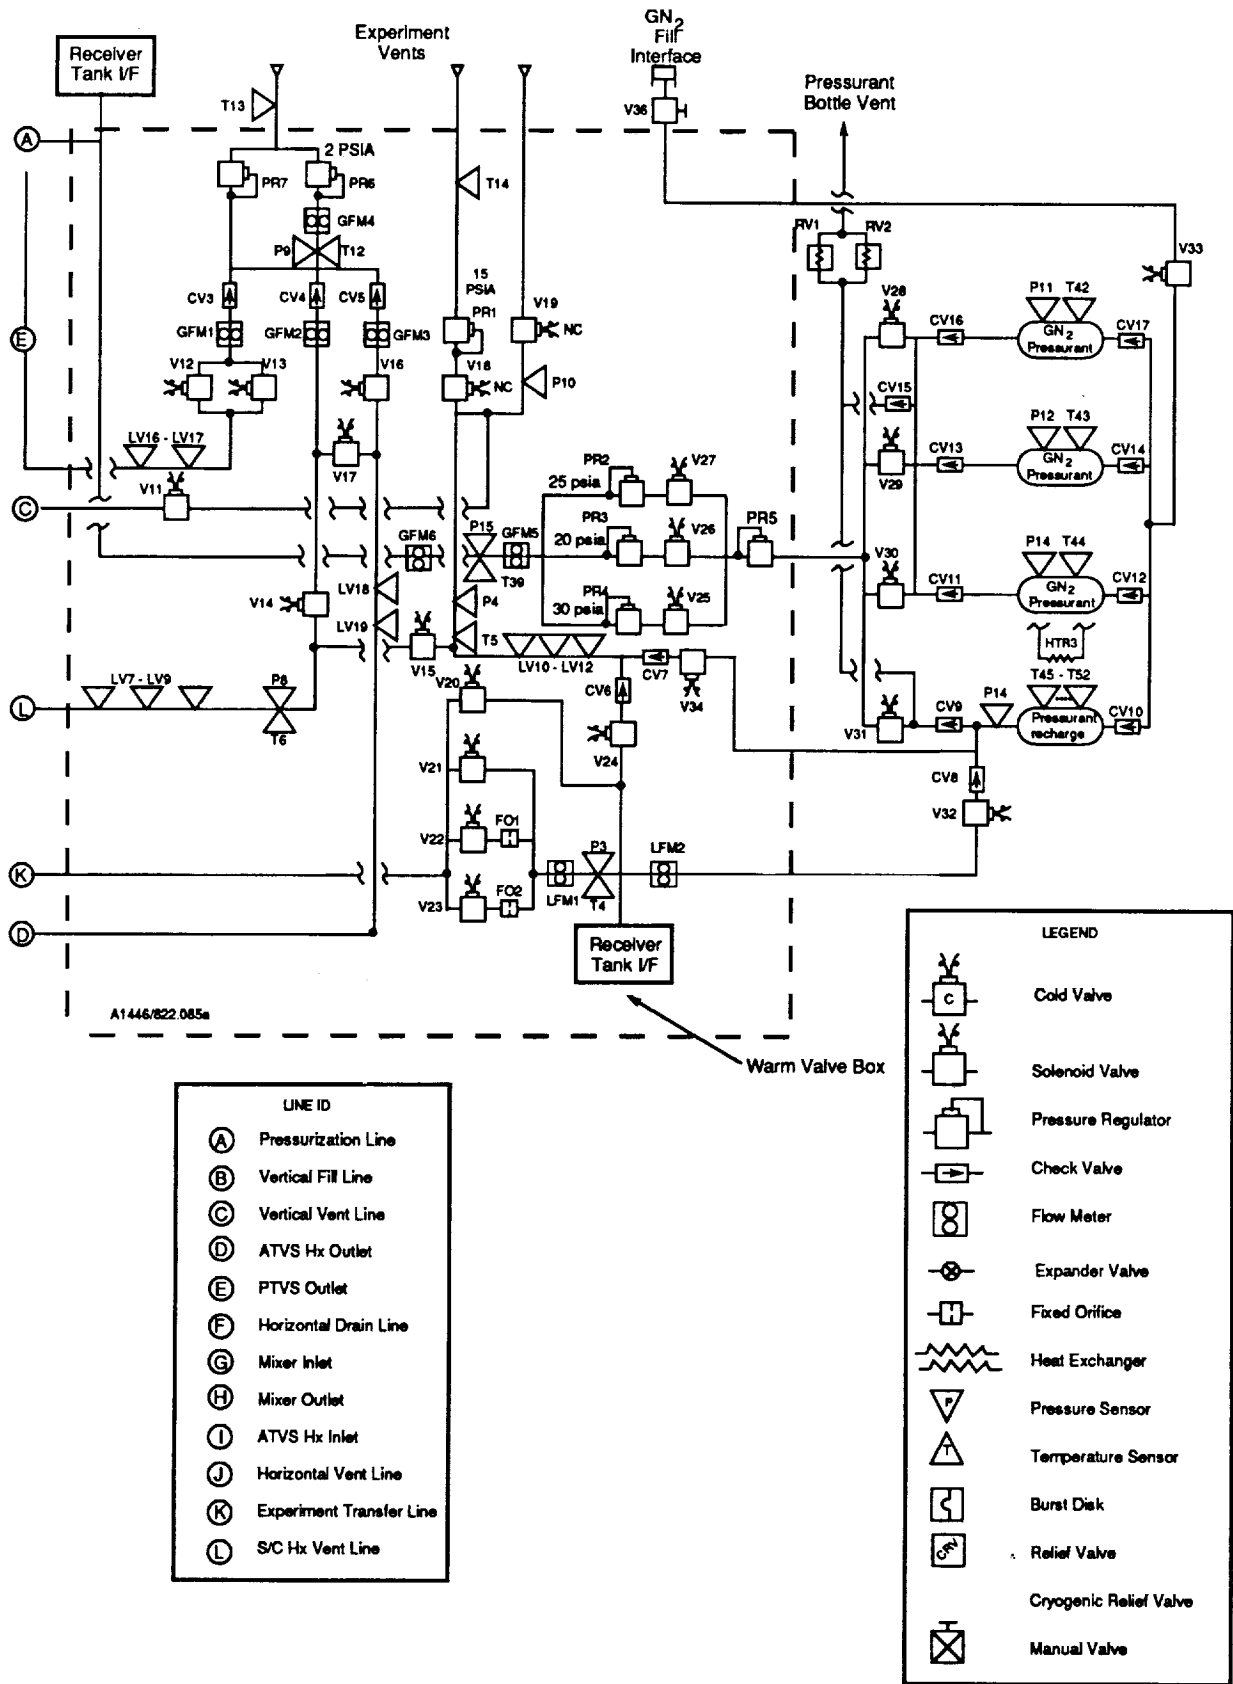 Receiver
Tank I/F
Experiment
Vents
GN2
Fill
Interface
Pressurant
Bottle Vent
T13
V36
A
2 PSIA
PR7
PR6
T14
GFM4
P9
T12
RV1
RV2
V33
15
PSIA
CV3
CV4
CV5
PR1
V19
NC
V28
P11
T42
CV16
GN2
Pressurant
CV17
E
GFM1
GFM2
GFM3
V12
V13
V16
V18
NC
P10
CV15
P12
T43
LV16 - LV17
V17
PR2
25 psia
V27
CV13
GN2
Pressurant
CV14
V29
V11
C
P15
GFM5
GFM6
PR3
20 psia
V26
PR5
T39
V30
P14
T44
V14
LV18
P4
PR4
30 psia
V25
CV11
GN2
Pressurant
CV12
LV19
T5
HTR3
V15
LV10 - LV12
CV7
T45 - T52
L
LV7 - LV9
P8
T6
V20
CV6
V34
V31
CV9
P14
Pressurant
recharge
CV10
V24
V21
CV8
V32
V22
FO1
P3
LFM2
K
V23
FO2
LFM1
T4
D
Receiver
Tank I/F
A1446/822.085a
Warm Valve Box
LINE ID
A Pressurization Line
B Vertical Fill Line
C Vertical Vent Line
D ATVS Hx Outlet
E PTVS Outlet
F Horizontal Drain Line
G Mixer Inlet
H Mixer Outlet
I ATVS Hx Inlet
J Horizontal Vent Line
K Experiment Transfer Line
L S/C Hx Vent Line
LEGEND
C Cold Valve
Solenoid Valve
Pressure Regulator
Check Valve
Flow Meter
Expander Valve
Fixed Orifice
Heat Exchanger
P Pressure Sensor
T Temperature Sensor
Burst Disk
CRV Relief Valve
Cryogenic Relief Valve
Manual Valve